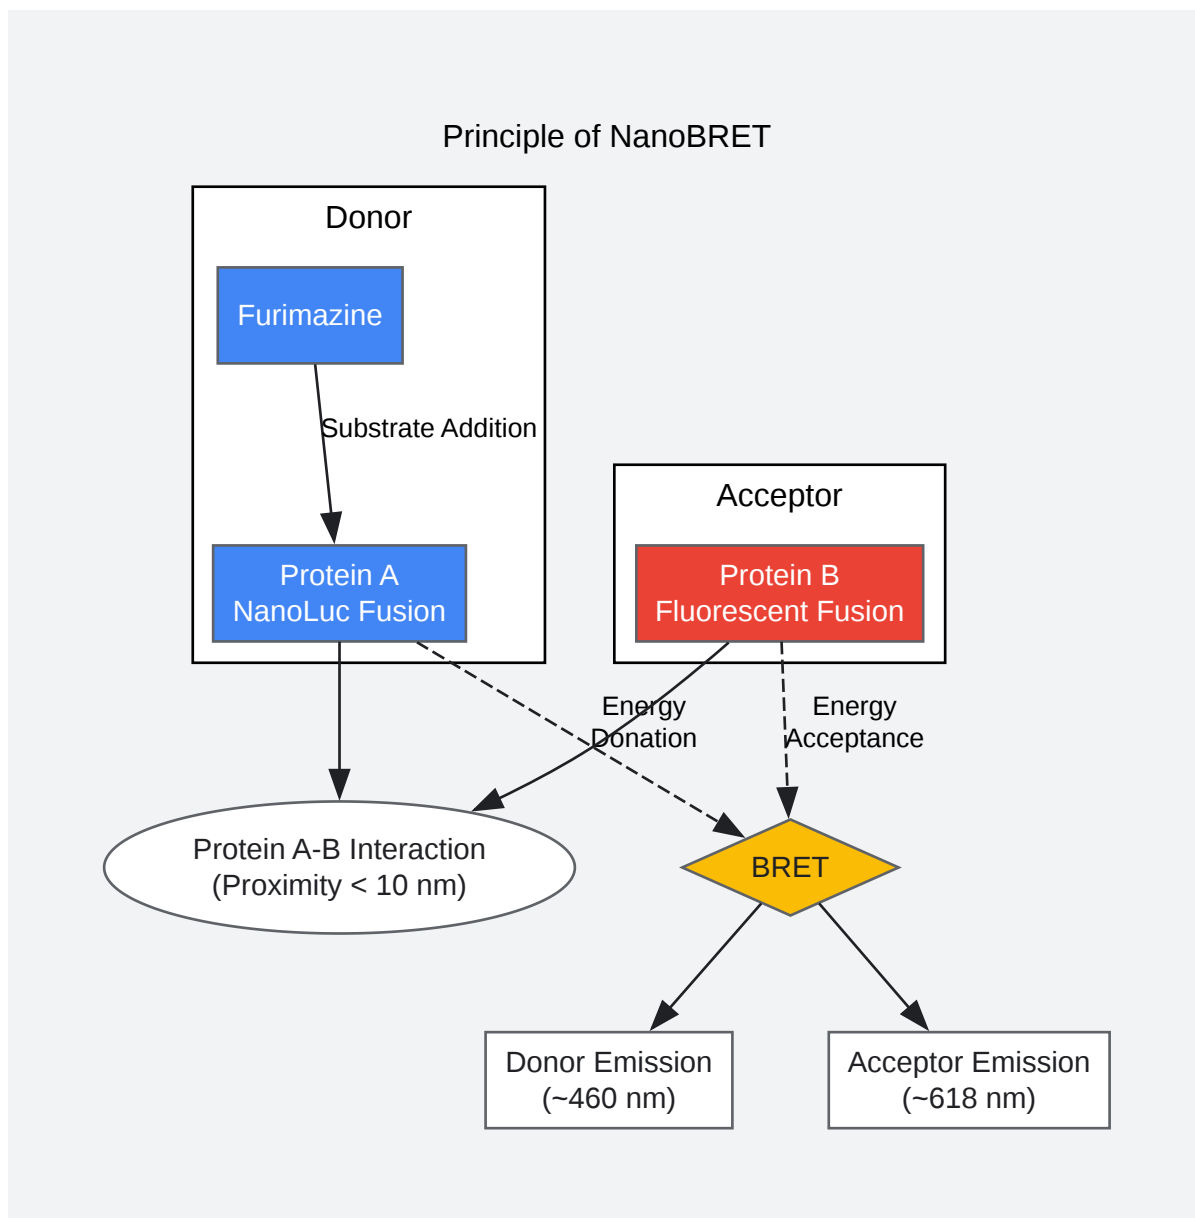 Principle of NanoBRET
Donor
Furimazine
Substrate Addition
Acceptor
Protein A
NanoLuc Fusion
Protein B
Fluorescent Fusion
Energy
Donation
Energy
Acceptance
Protein A-B Interaction
(Proximity < 10 nm)
BRET
Donor Emission
(~460 nm)
Acceptor Emission
(~618 nm)